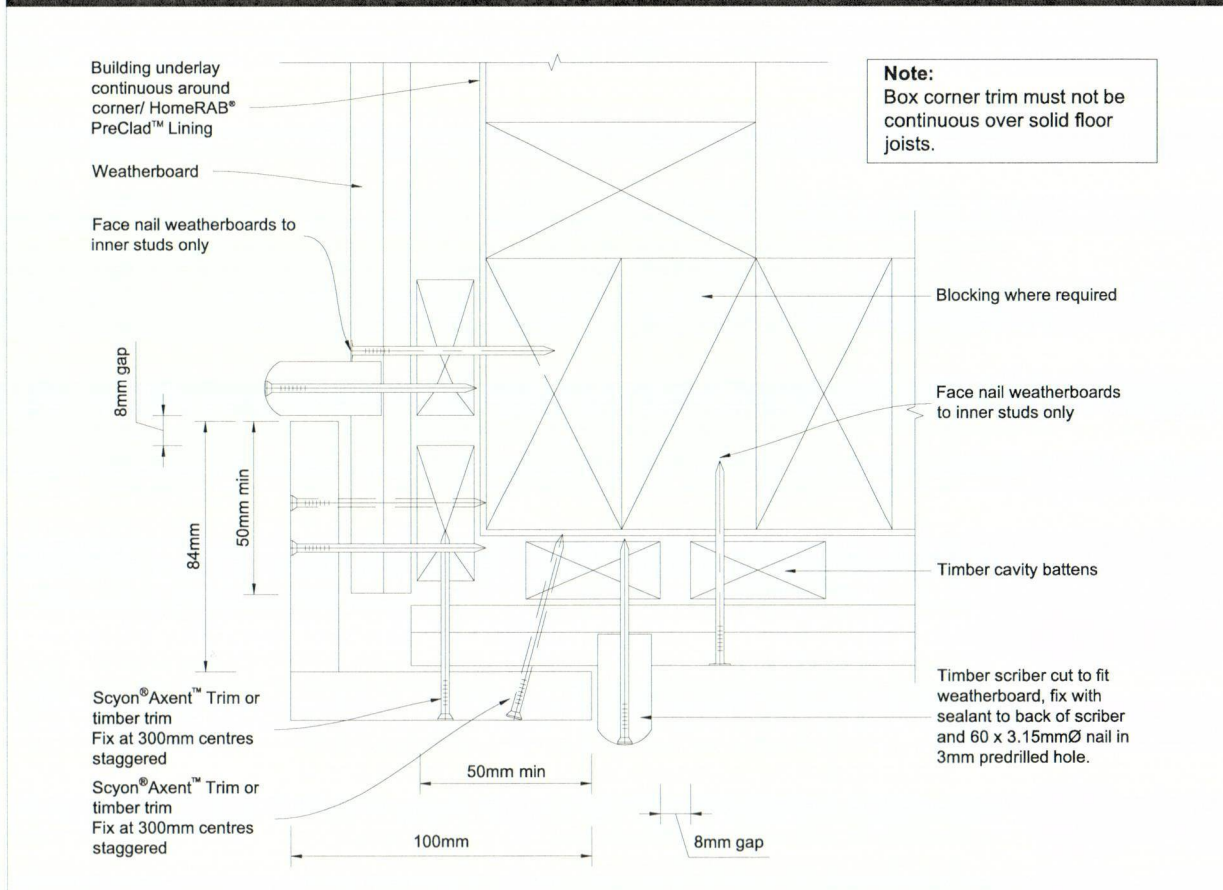 Building underlay
continuous around
corner/ HomeRAB®
PreClad™ Lining
Weatherboard
Face nail weatherboards to
inner studs only
8mm gap
84mm
50mm min
Scyon®Axent™ Trim or
timber trim
Fix at 300mm centres
staggered
Scyon®Axent™ Trim or
timber trim
Fix at 300mm centres
staggered
50mm min
100mm
8mm gap
Note:
Box corner trim must not be
continuous over solid floor
joists.
Blocking where required
Face nail weatherboards
to inner studs only
Timber cavity battens
Timber scriber cut to fit
weatherboard, fix with
sealant to back of scriber
and 60 x 3.15mmØ nail in
3mm predrilled hole.